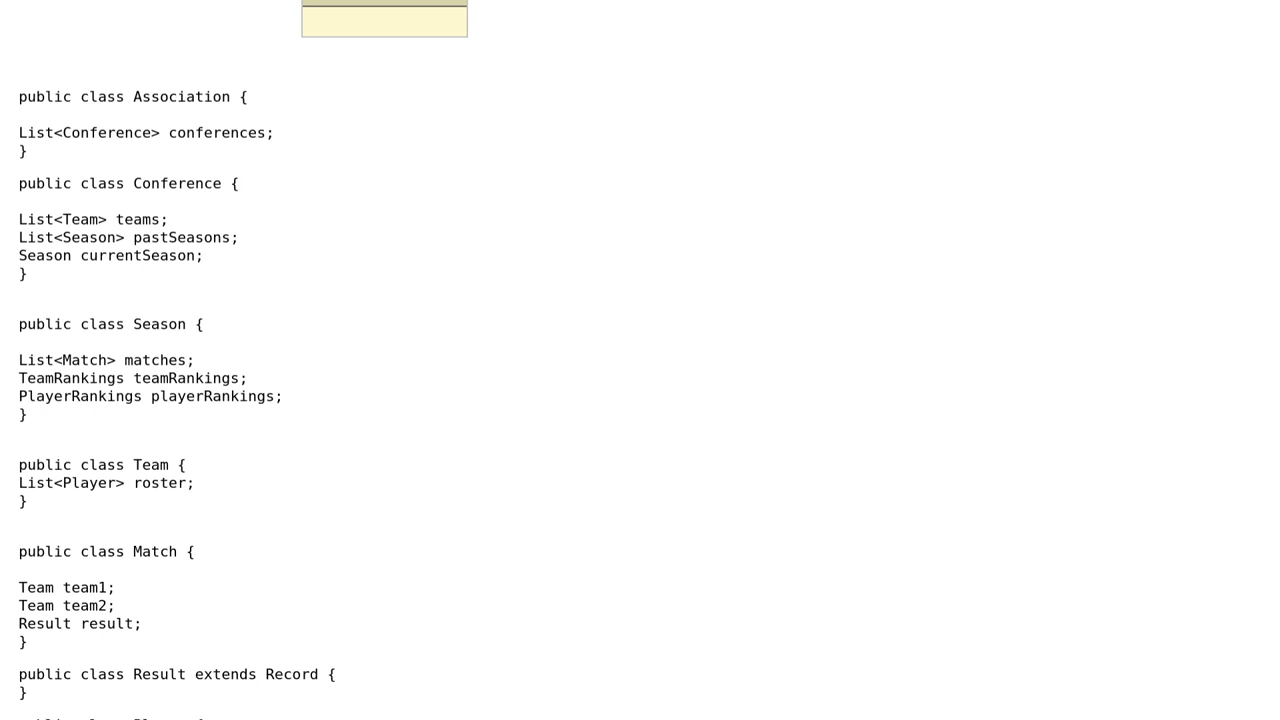 public class Association {
List<Conference> conferences;
}
public class Conference {
List<Team> teams;
List<Season> pastSeasons;
Season currentSeason;
}
public class Season {
List<Match> matches;
TeamRankings teamRankings;
PlayerRankings playerRankings;
}
public class Team {
List<Player> roster;
}
public class Match {
Team team1;
Team team2;
Result result;
}
public class Result extends Record {
}